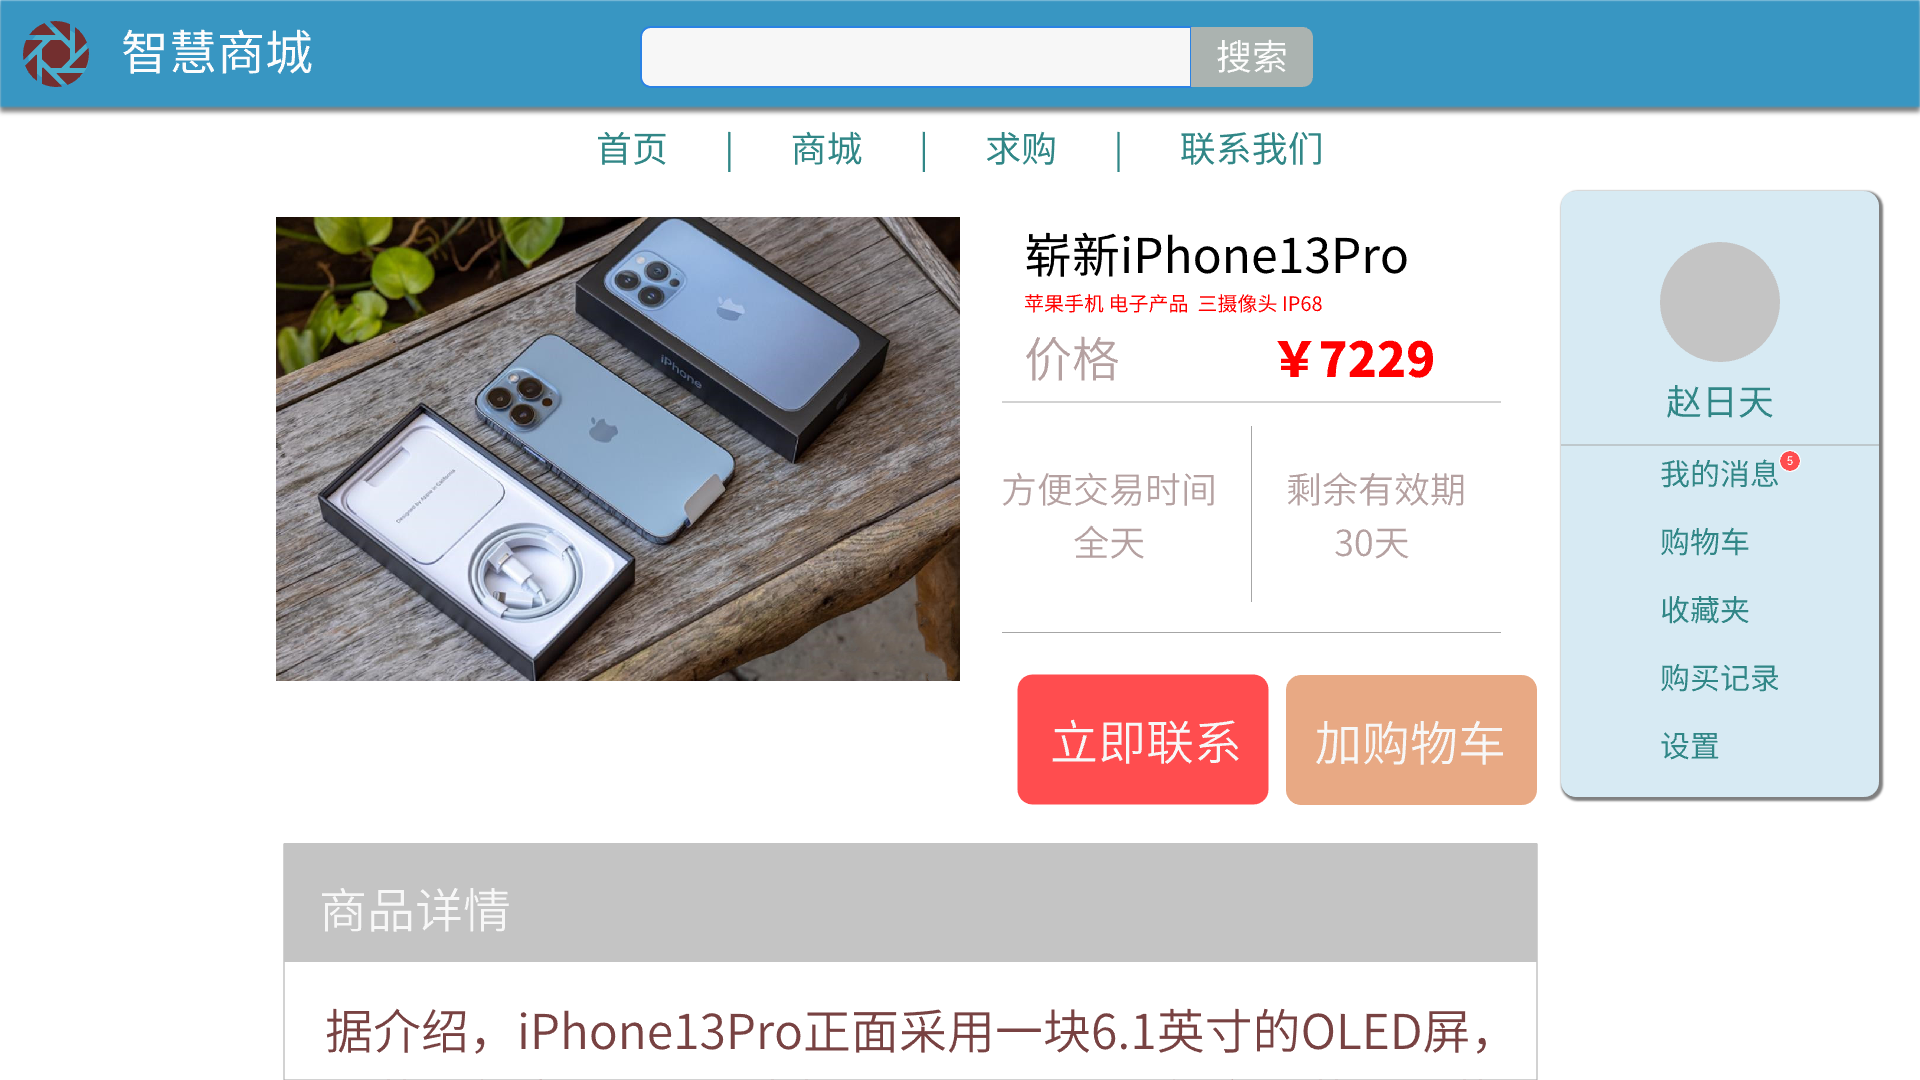 智慧商城
搜索
首页 | 商城 | 求购 | 联系我们
崭新iPhone13Pro
苹果手机 电子产品 三摄像头 IP68
价格 ￥7229
方便交易时间
全天
剩余有效期
30天
立即联系
加购物车
赵日天
我的消息 5
购物车
收藏夹
购买记录
设置
iPhone
Designed by Apple in California
商品详情
据介绍，iPhone13Pro正面采用一块6.1英寸的OLED屏，